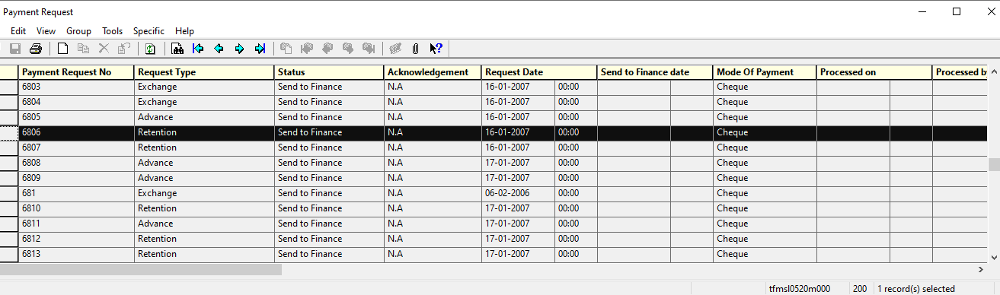 Payment Request
Edit View Group Tools Specific Help
Payment Request No Request Type Status Acknowledgement Request Date Send to Finance date Mode Of Payment Processed on Processed
6803 Exchange Send to Finance N.A 16-01-2007 00:00 Cheque
6804 Exchange Send to Finance N.A 16-01-2007 00:00 Cheque
6805 Advance Send to Finance N.A 16-01-2007 00:00 Cheque
6806 Retention Send to Finance N.A 16-01-2007 00:00 Cheque
6807 Retention Send to Finance N.A 16-01-2007 00:00 Cheque
6808 Advance Send to Finance N.A 17-01-2007 00:00 Cheque
6809 Advance Send to Finance N.A 17-01-2007 00:00 Cheque
681 Exchange Send to Finance N.A 06-02-2006 00:00 Cheque
6810 Retention Send to Finance N.A 17-01-2007 00:00 Cheque
6811 Advance Send to Finance N.A 17-01-2007 00:00 Cheque
6812 Retention Send to Finance N.A 17-01-2007 00:00 Cheque
6813 Retention Send to Finance N.A 17-01-2007 00:00 Cheque
tfmsl0520m000 200 1 record(s) selected